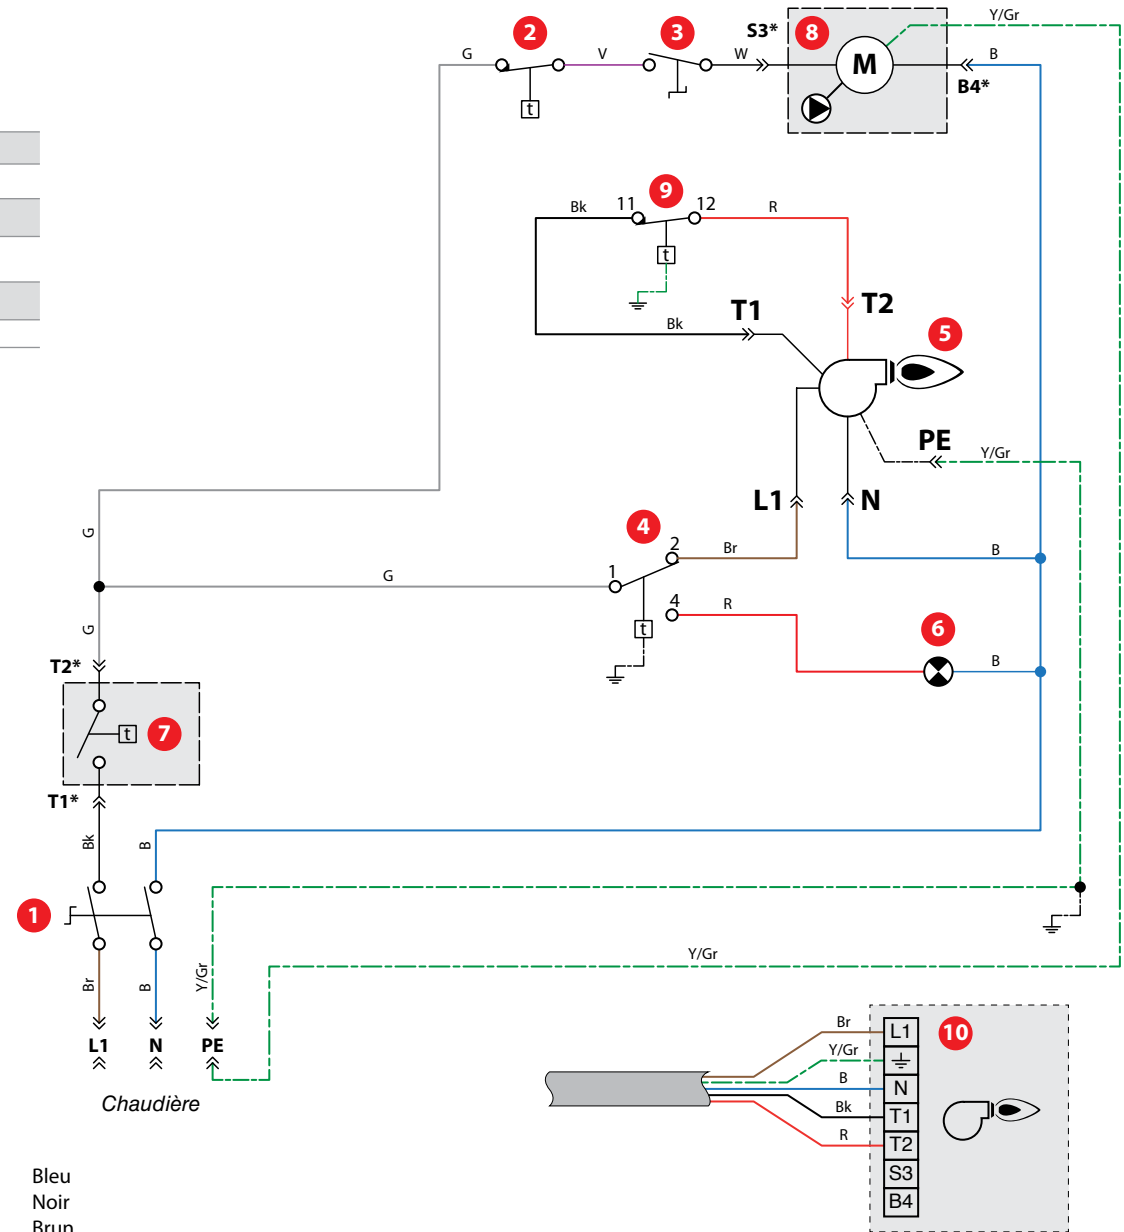 Y/Gr
2
3
S3*
8
G
V
W
M
B
B4*
t
9
Bk
11
12
R
t
T1
T2
Bk
5
PE
Y/Gr
L1
N
4
2
Br
B
G
1
G
4
R
6
B
t
G
T2*
t
7
T1*
Bk
B
1
Y/Gr
Br
B
Y/Gr
L1
N
PE
Chaudière
Br
L1
10
Y/Gr
B
N
Bk
T1
R
T2
S3
B4
Bleu
Noir
Brun